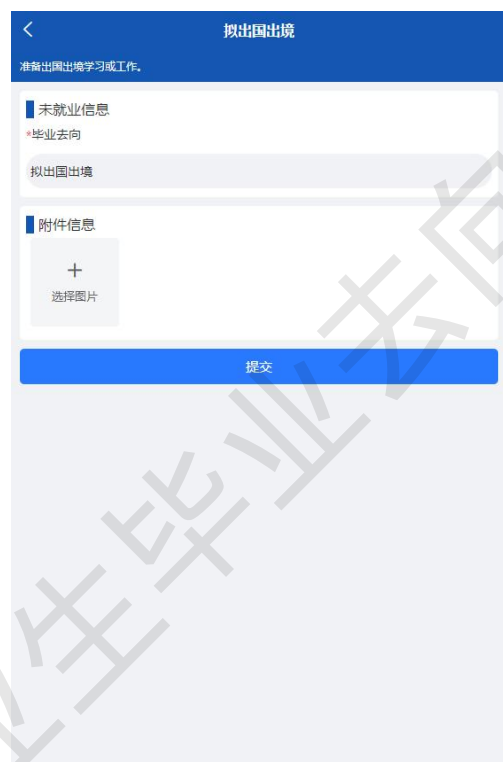 拟出国出境
准备出国出境学习或工作。
未就业信息
*毕业去向
拟出国出境
附件信息
+
选择图片
提交
业生毕业去向